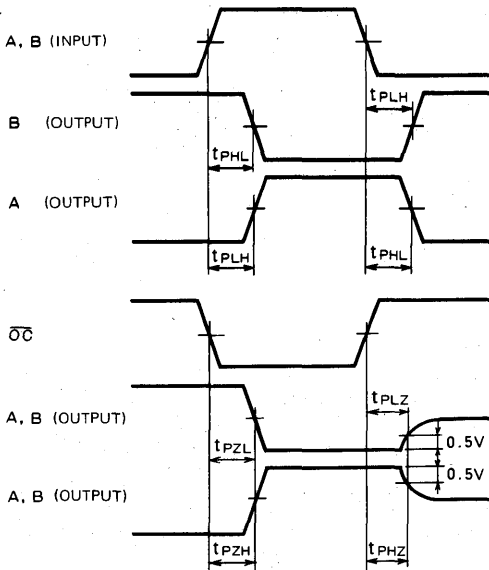 A, B (INPUT)
tPLH
B (OUTPUT)
tPHL
A (OUTPUT)
tPLH
tPHL
OC
A, B (OUTPUT)
tPLZ
0.5V
tPZL
0.5V
A, B (OUTPUT)
tPZH
tPHZ